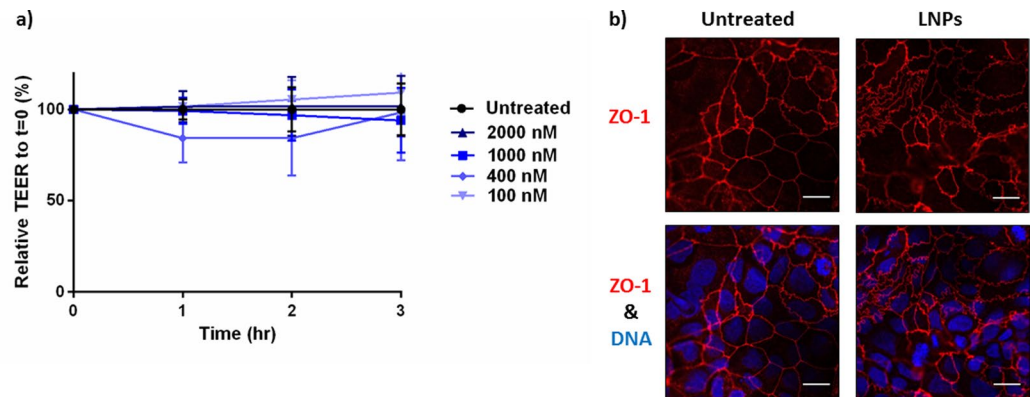 a)
Relative TEER to t=0 (%)
100
50
0
0 1 2 3
Time (hr)
Untreated
2000 nM
1000 nM
400 nM
100 nM
b)
Untreated LNPs
ZO-1
ZO-1
&
DNA